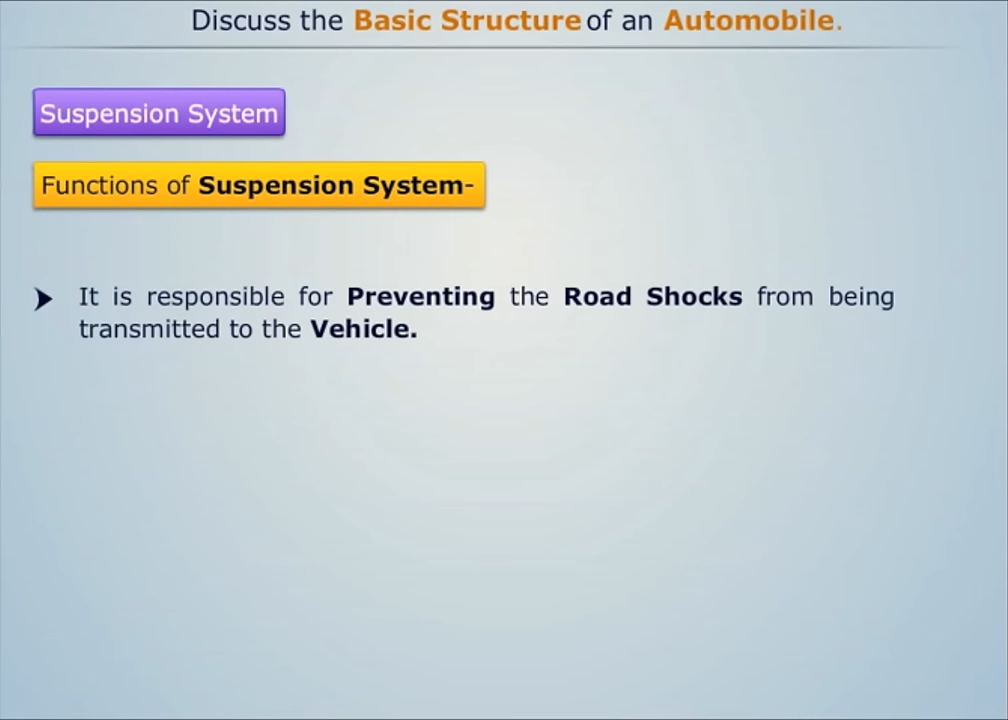 Discuss the Basic Structure of an Automobile.
Suspension System
Functions of Suspension System-
It is responsible for Preventing the Road Shocks from being
transmitted to the Vehicle.